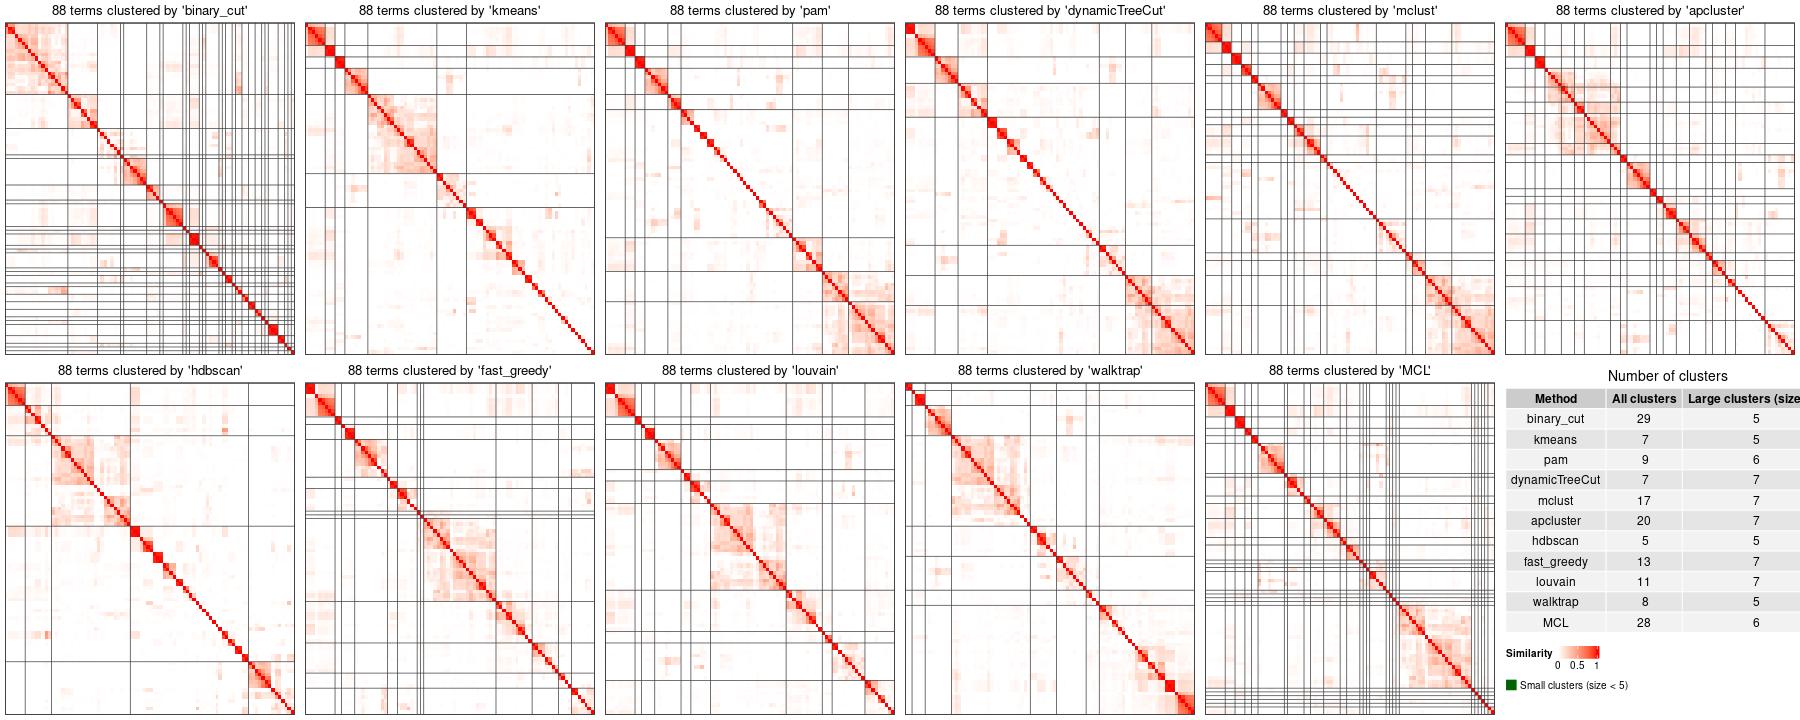 88 terms clustered by 'binary_cut'
88 terms clustered by 'kmeans'
88 terms clustered by 'pam'
88 terms clustered by 'dynamicTreeCut'
88 terms clustered by 'mclust'
88 terms clustered by 'apcluster'
88 terms clustered by 'hdbscan'
88 terms clustered by 'fast_greedy'
88 terms clustered by 'louvain'
88 terms clustered by 'walktrap'
88 terms clustered by 'MCL'
Number of clusters
Method All clusters Large clusters (size
binary_cut 29 5
kmeans 7 5
pam 9 6
dynamicTreeCut 7 7
mclust 17 7
apcluster 20 7
hdbscan 5 5
fast_greedy 13 7
louvain 11 7
walktrap 8 5
MCL 28 6
Similarity
0 0.5 1
Small clusters (size < 5)